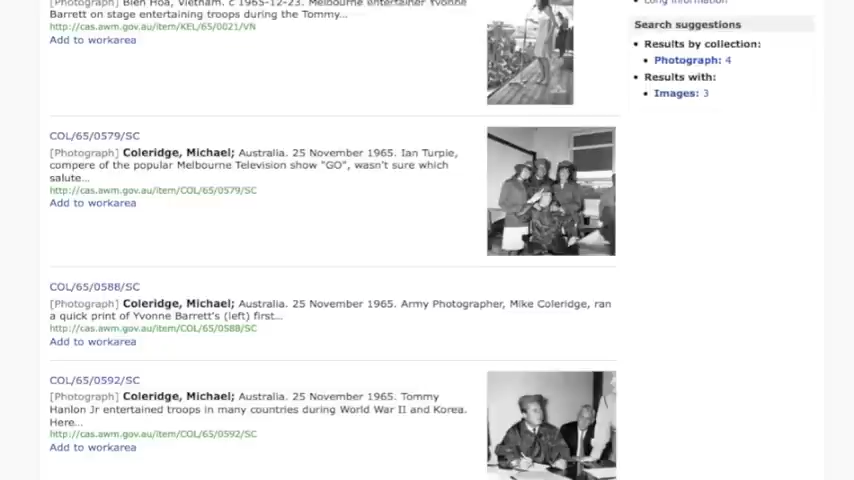 [Photograph] Bien Hoa, Vietnam. c 1965-12-23. Melbourne entertainer Yvonne
Barrett on stage entertaining troops during the Tommy...
http://cas.awm.gov.au/item/KEL/65/0021/VN
Add to workarea
COL/65/0579/SC
[Photograph] Coleridge, Michael; Australia. 25 November 1965. Ian Turpie,
compere of the popular Melbourne Television show "GO", wasn't sure which
salute...
http://cas.awm.gov.au/item/COL/65/0579/SC
Add to workarea
COL/65/0588/SC
[Photograph] Coleridge, Michael; Australia. 25 November 1965. Army Photographer, Mike Coleridge, ran
a quick print of Yvonne Barrett's (left) first...
http://cas.awm.gov.au/item/COL/65/0588/SC
Add to workarea
COL/65/0592/SC
[Photograph] Coleridge, Michael; Australia. 25 November 1965. Tommy
Hanlon Jr entertained troops in many countries during World War II and Korea.
Here...
http://cas.awm.gov.au/item/COL/65/0592/SC
Add to workarea
Long information
Search suggestions
Results by collection:
Photograph: 4
Results with:
Images: 3